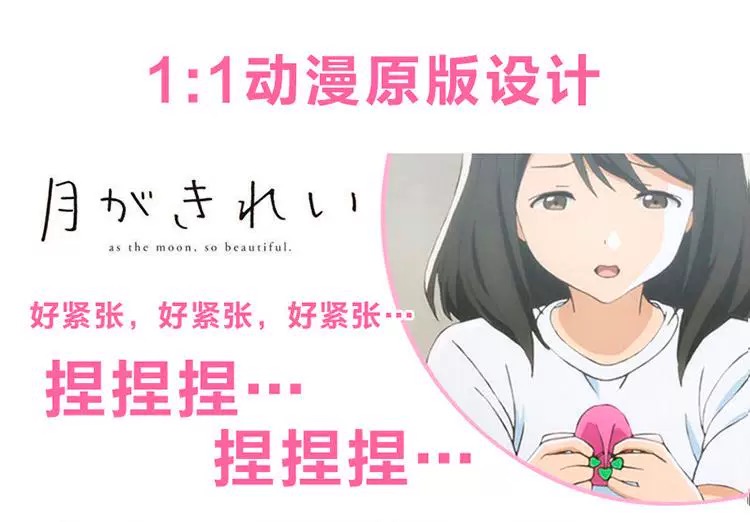 1:1动漫原版设计
月がきれい
as the moon, so beautiful.
好紧张，好紧张，好紧张…
捏捏捏…
捏捏捏…